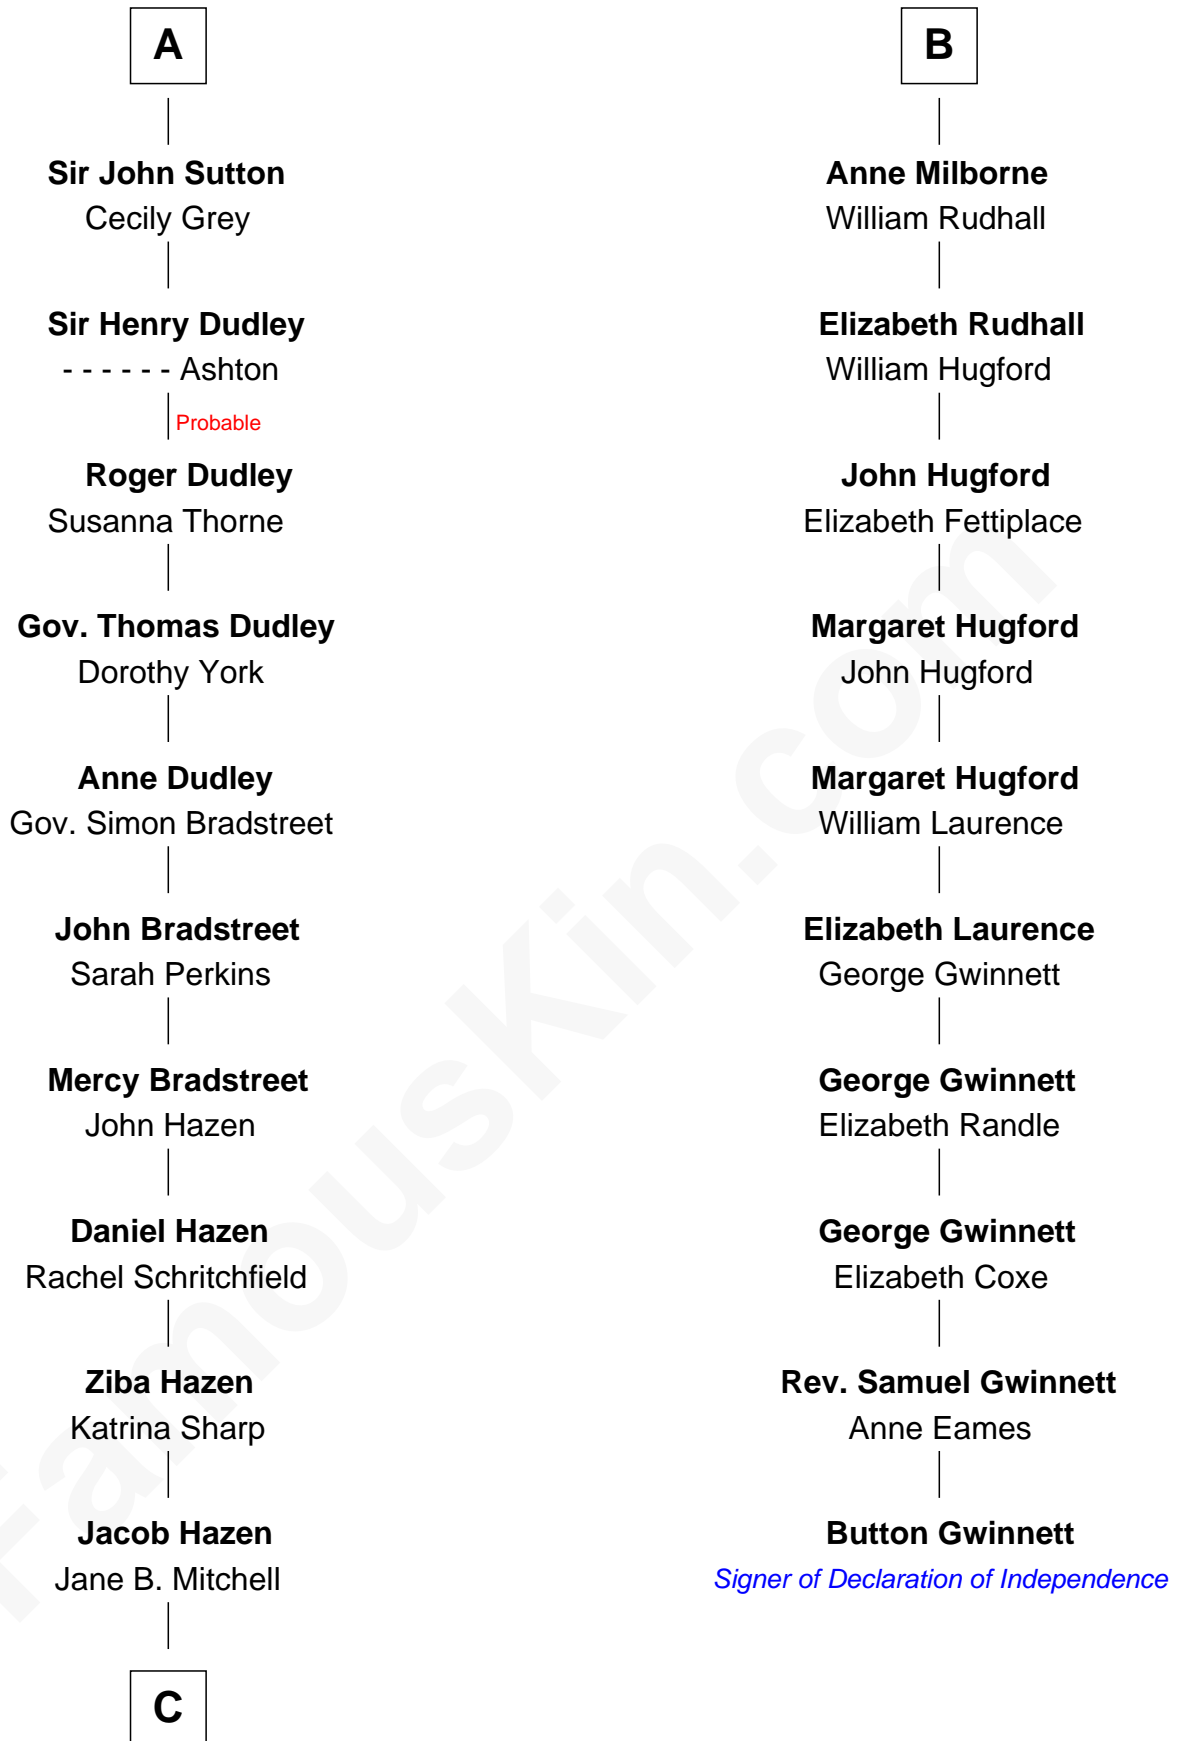 A
Sir John Sutton
Cecily Grey
Sir Henry Dudley
- - - - - - Ashton
Probable
Roger Dudley
Susanna Thorne
Gov. Thomas Dudley
Dorothy York
Anne Dudley
Gov. Simon Bradstreet
John Bradstreet
Sarah Perkins
Mercy Bradstreet
John Hazen
Daniel Hazen
Rachel Schritchfield
Ziba Hazen
Katrina Sharp
Jacob Hazen
Jane B. Mitchell
C
B
Anne Milborne
William Rudhall
Elizabeth Rudhall
William Hugford
John Hugford
Elizabeth Fettiplace
Margaret Hugford
John Hugford
Margaret Hugford
William Laurence
Elizabeth Laurence
George Gwinnett
George Gwinnett
Elizabeth Randle
George Gwinnett
Elizabeth Coxe
Rev. Samuel Gwinnett
Anne Eames
Button Gwinnett
Signer of Declaration of Independence
FamousKin.com